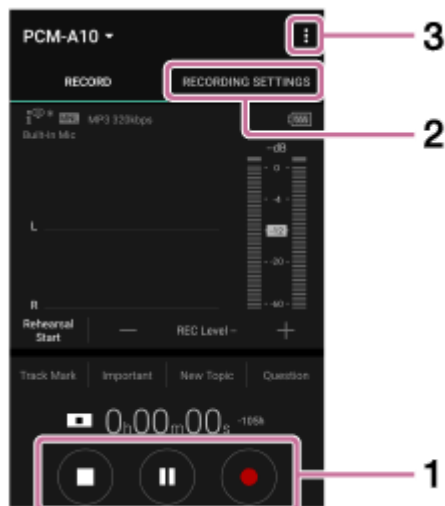 PCM-A10
3
RECORD RECORDING SETTINGS
MP3 320kbps
Built-In Mic
2
-dB
- 0 -
- -4 -
L
-12
- -20 -
- -40 -
R
Rehearsal Start — REC Level – +
Track Mark Important New Topic Question
0h00m00s -105h
1